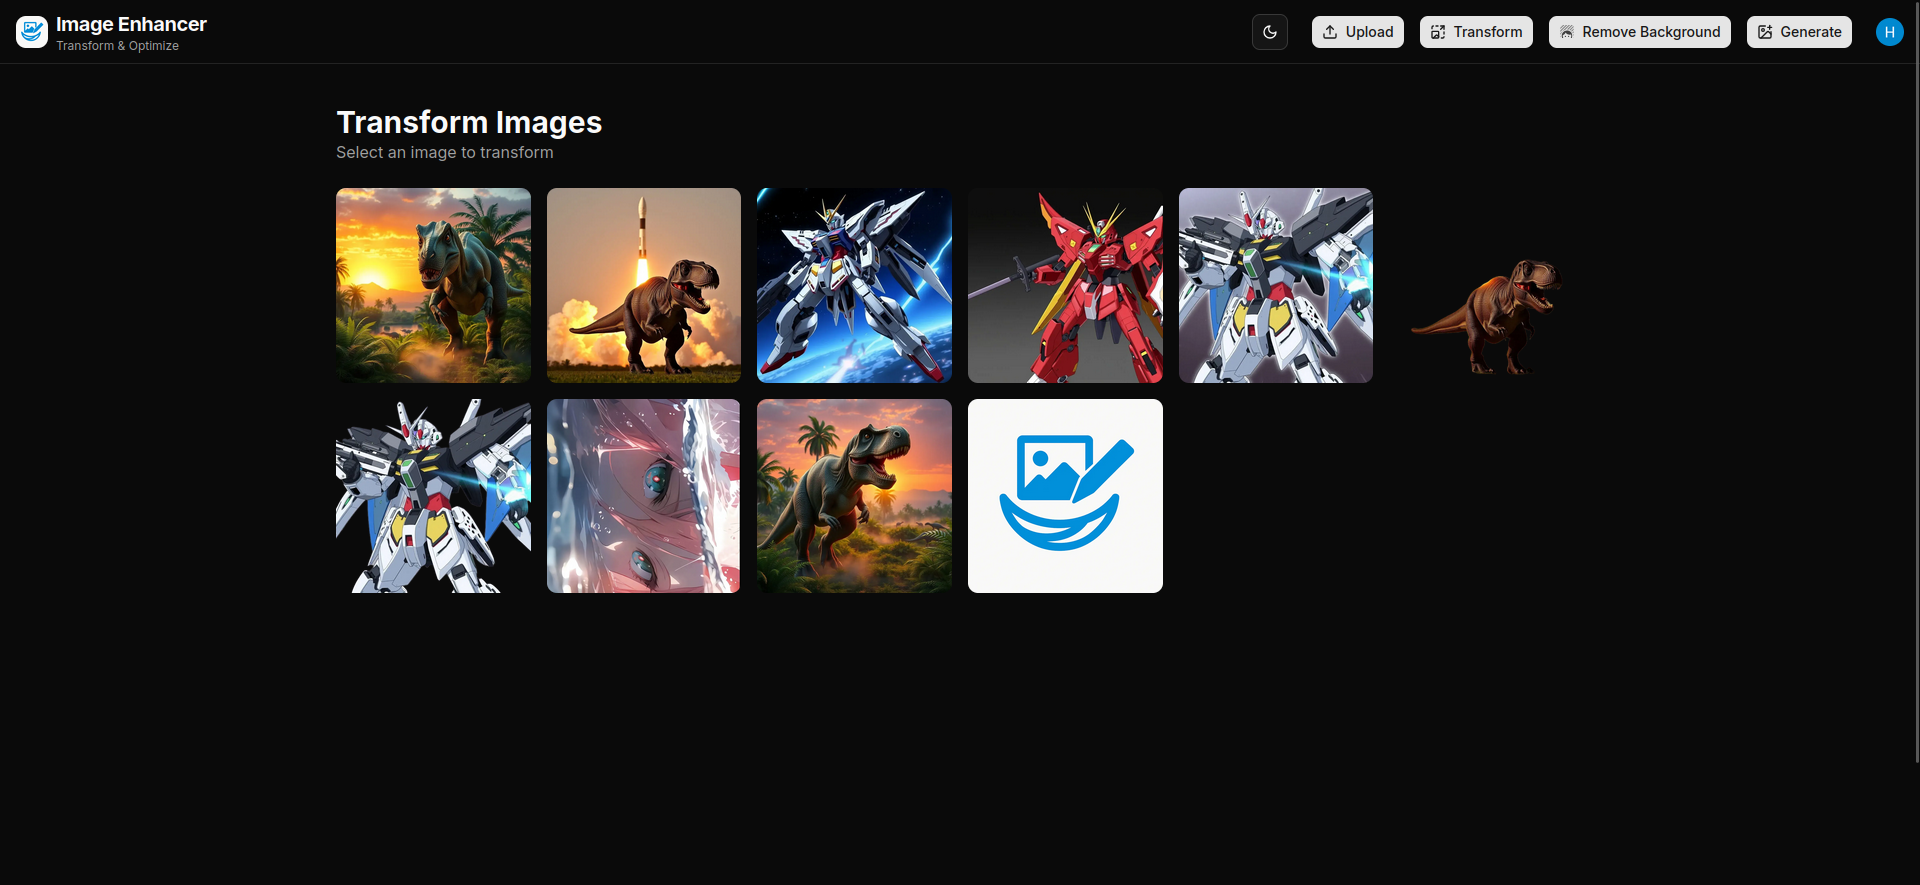 Image Enhancer
Transform & Optimize
Upload
Transform
Remove Background
Generate
H
Transform Images
Select an image to transform